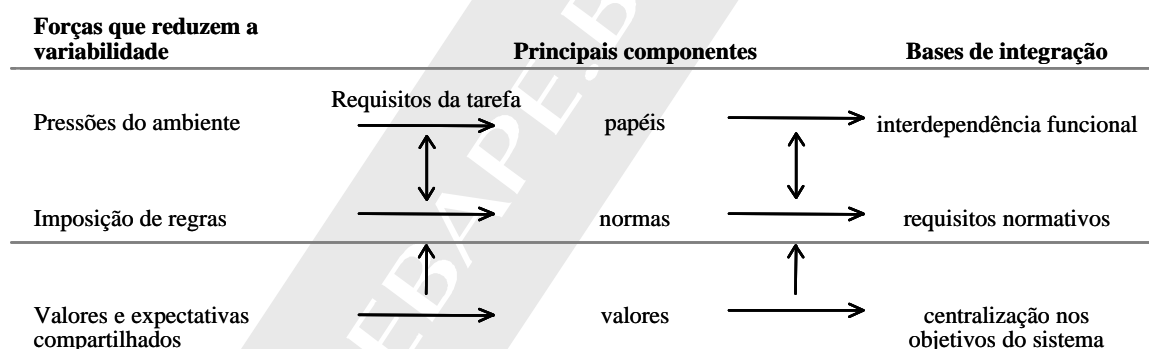 Forças que reduzem a
variabilidade
Principais componentes
Bases de integração
Requisitos da tarefa
Pressões do ambiente
papéis
interdependência funcional
Imposição de regras
normas
requisitos normativos
Valores e expectativas
compartilhados
valores
centralização nos
objetivos do sistema
EBAPE.B